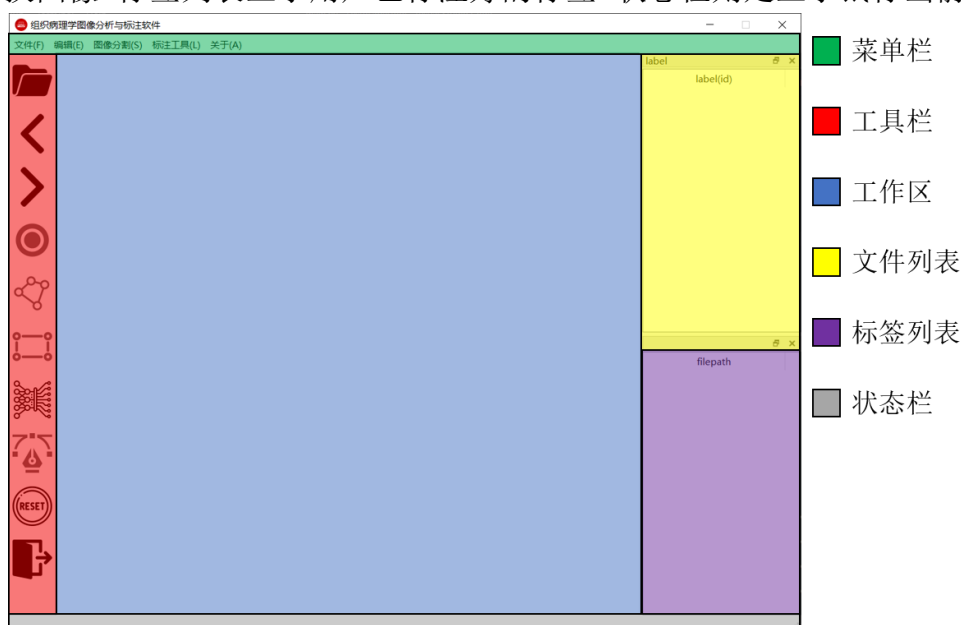 组织病理学图像分析与标注软件
文件(F) 编辑(E) 图像分割(S) 标注工具(L) 关于(A)
label
label(id)
filepath
RESET
菜单栏
工具栏
工作区
文件列表
标签列表
状态栏